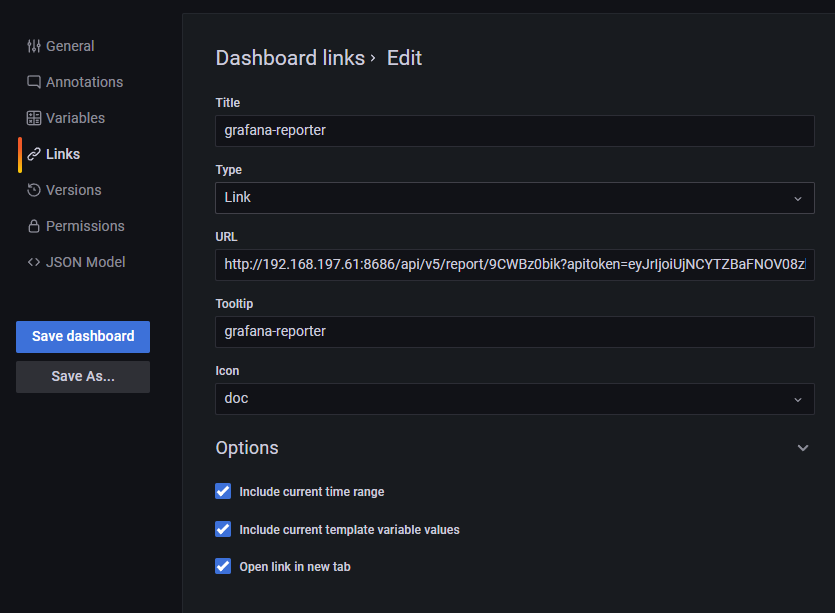 General
Annotations
Variables
Links
Versions
Permissions
JSON Model
Save dashboard
Save As...
Dashboard links › Edit
Title
grafana-reporter
Type
Link
URL
http://192.168.197.61:8686/api/v5/report/9CWBz0bik?apitoken=eyJrIjoiUjNCYTZBaFNOV08z
Tooltip
grafana-reporter
Icon
doc
Options
Include current time range
Include current template variable values
Open link in new tab